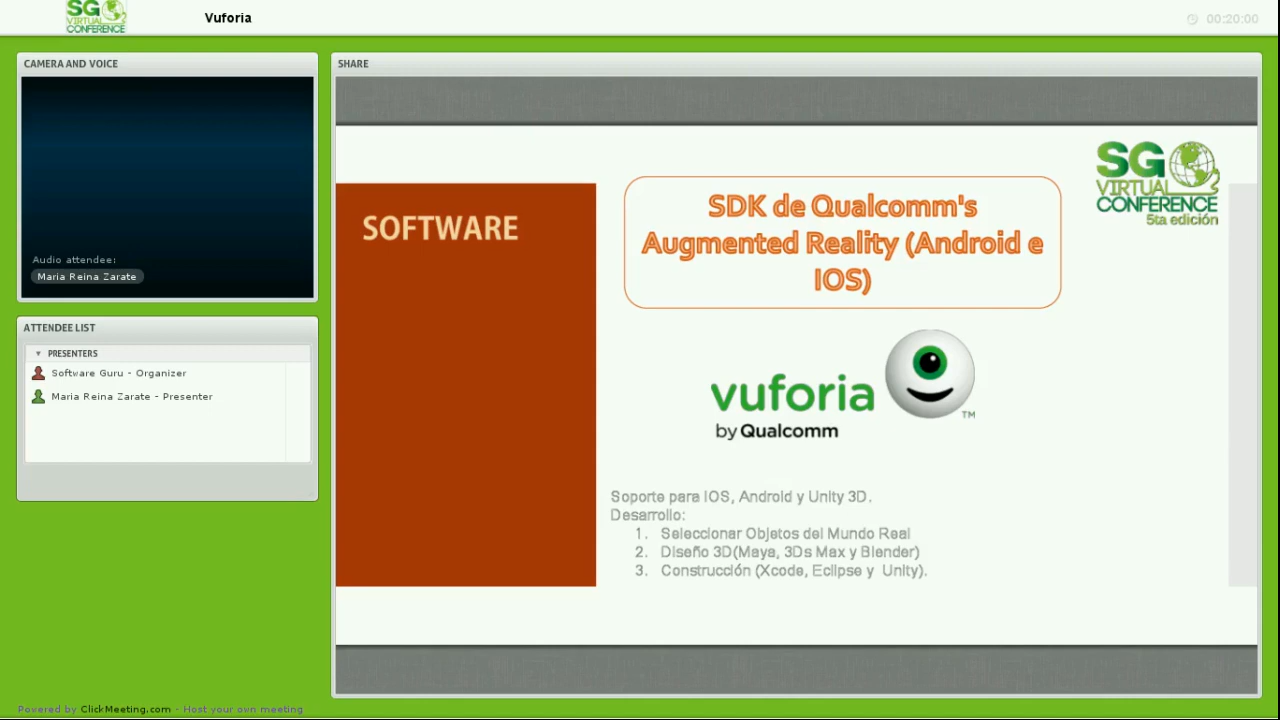 SG
VIRTUAL
CONFERENCE
Vuforia
00:20:00
CAMERA AND VOICE
Audio attendee:
Maria Reina Zarate
ATTENDEE LIST
PRESENTERS
Software Guru - Organizer
Maria Reina Zarate - Presenter
SHARE
SG
VIRTUAL
CONFERENCE
5ta edición
SOFTWARE
SDK de Qualcomm's
Augmented Reality (Android e
IOS)
vuforia
TM
by Qualcomm
Soporte para IOS, Android y Unity 3D.
Desarrollo:
1. Seleccionar Objetos del Mundo Real
2. Diseño 3D(Maya, 3Ds Max y Blender)
3. Construcción (Xcode, Eclipse y Unity).
Powered by ClickMeeting.com - Host your own meeting